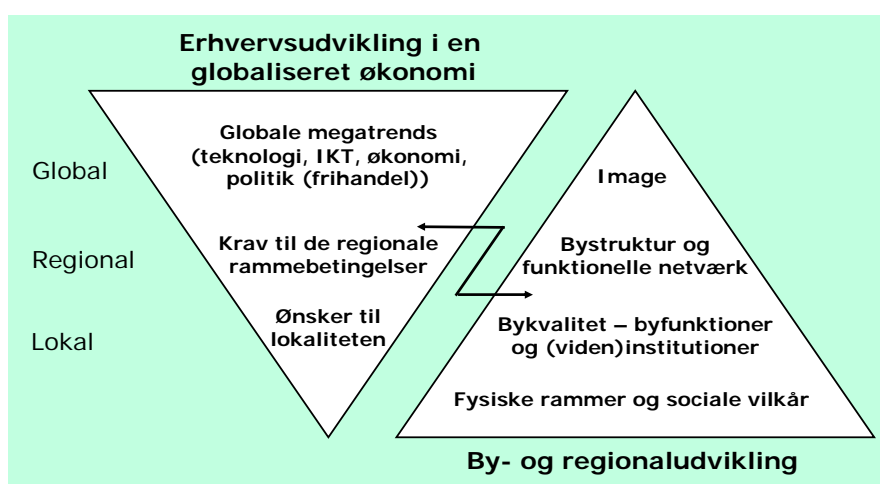 Erhvervsudvikling i en
globaliseret økonomi
Globale megatrends
(teknologi, IKT, økonomi,
politik (frihandel))
Krav til de regionale
rammebetingelser
Ønsker til
lokaliteten
Global
Regional
Lokal
Image
Bystruktur og
funktionelle netværk
Bykvalitet – byfunktioner
og (viden)institutioner
Fysiske rammer og sociale vilkår
By- og regionaludvikling